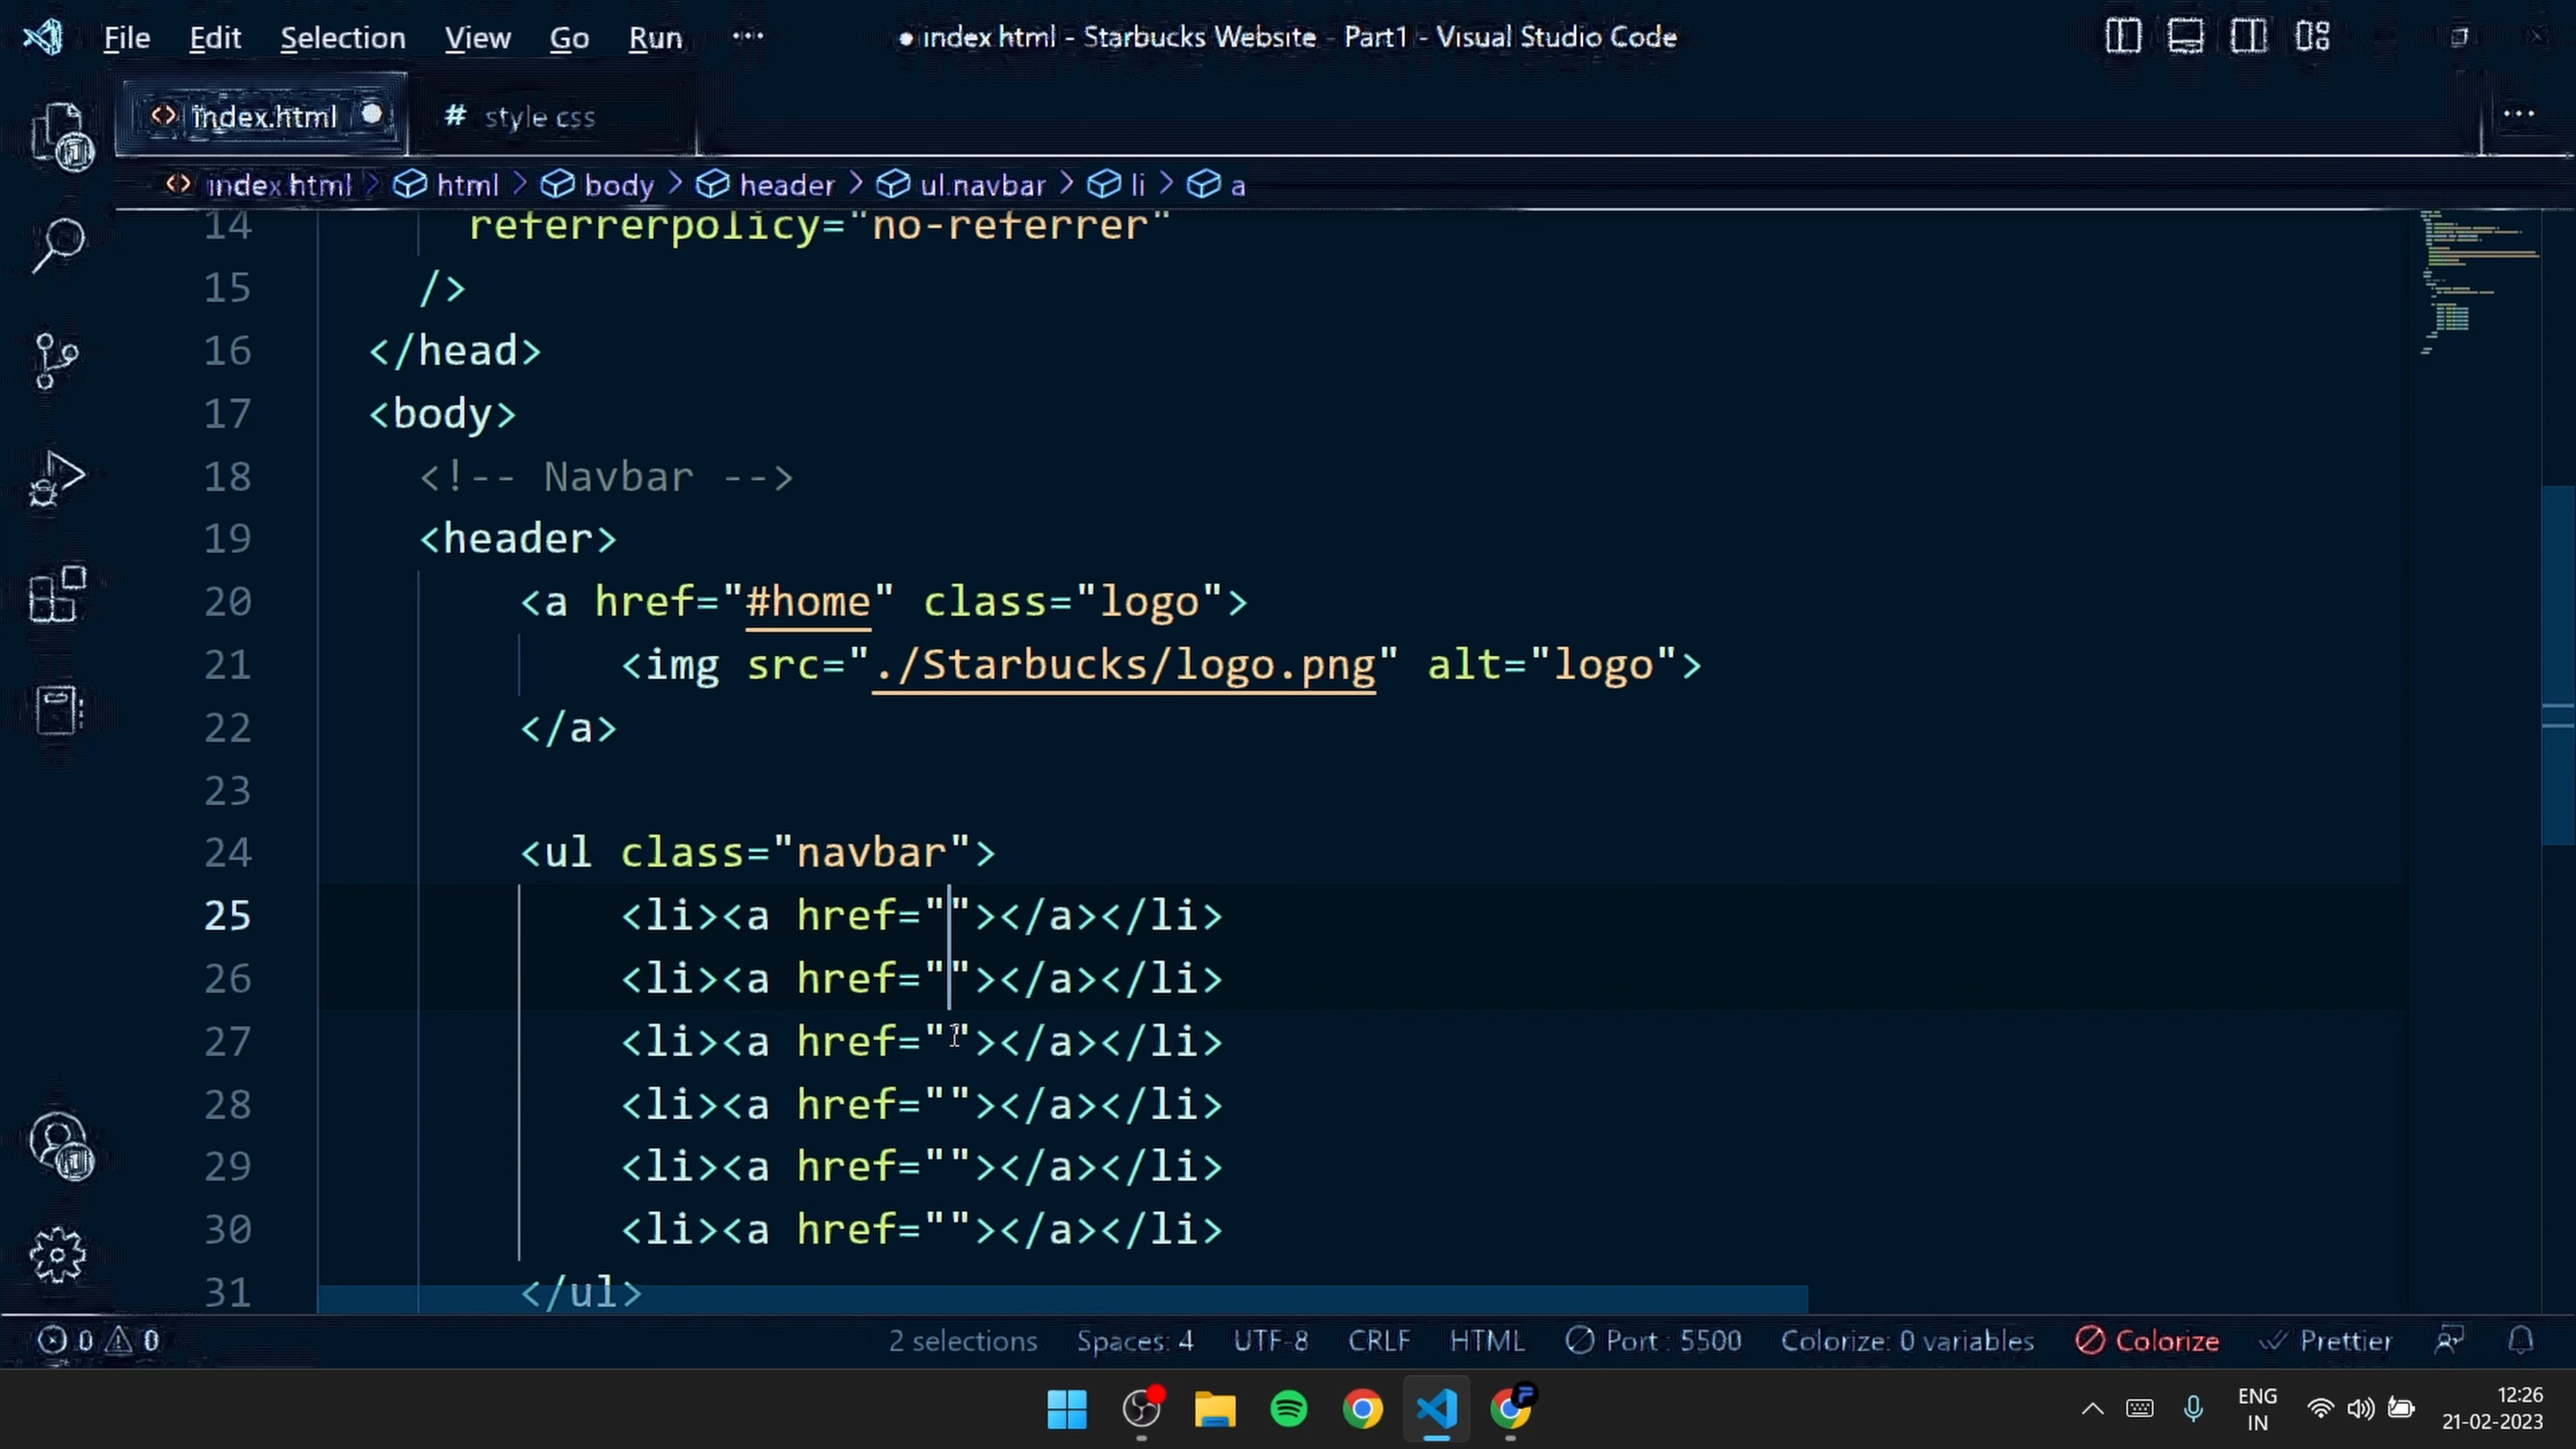 File Edit Selection View Go Run ··· ● index html - Starbucks Website - Part1 - Visual Studio Code
<> index.html ● # style css ···
<> index html > html > body > header > ul.navbar > li > a
14 referrerpolicy="no-referrer"
15 />
16 </head>
17 <body>
18 <!-- Navbar -->
19 <header>
20 <a href="#home" class="logo">
21 <img src="./Starbucks/logo.png" alt="logo">
22 </a>
23
24 <ul class="navbar">
25 <li><a href=""></a></li>
26 <li><a href=""></a></li>
27 <li><a href=""></a></li>
28 <li><a href=""></a></li>
29 <li><a href=""></a></li>
30 <li><a href=""></a></li>
31 </ul>
0 0 2 selections Spaces: 4 UTF-8 CRLF HTML Port : 5500 Colorize: 0 variables Colorize Prettier
ENG 12:26
IN 21-02-2023